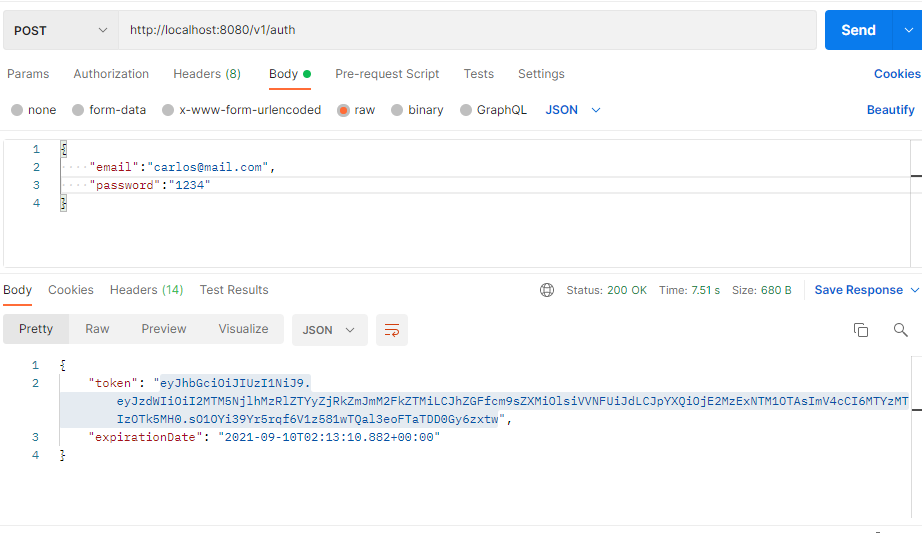 POST http://localhost:8080/v1/auth Send
Params Authorization Headers (8) Body Pre-request Script Tests Settings Cookies
none form-data x-www-form-urlencoded raw binary GraphQL JSON Beautify
1 {
2 ····"email":"carlos@mail.com",
3 ····"password":"1234"
4 }
Body Cookies Headers (14) Test Results Status: 200 OK Time: 7.51 s Size: 680 B Save Response
Pretty Raw Preview Visualize JSON
1 {
2 "token": "eyJhbGciOiJIUzI1NiJ9.
eyJzdWIiOiI2MTM5NjlhMzRlZTYyZjRkZmJmM2FkZTMiLCJhZGFfcm9sZXMiOlsiVVNFUiJdLCJpYXQiOjE2MzExNTM1OTAsImV4cCI6MTYzMT
IzOTk5MH0.sO1OYi39Yr5rqf6V1z581wTQal3eoFTaTDD0Gy6zxtw",
3 "expirationDate": "2021-09-10T02:13:10.882+00:00"
4 }